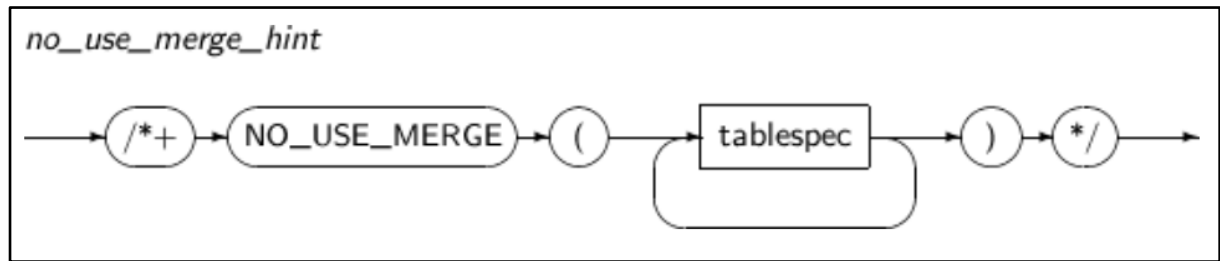 no_use_merge_hint
/*+ NO_USE_MERGE ( tablespec ) */